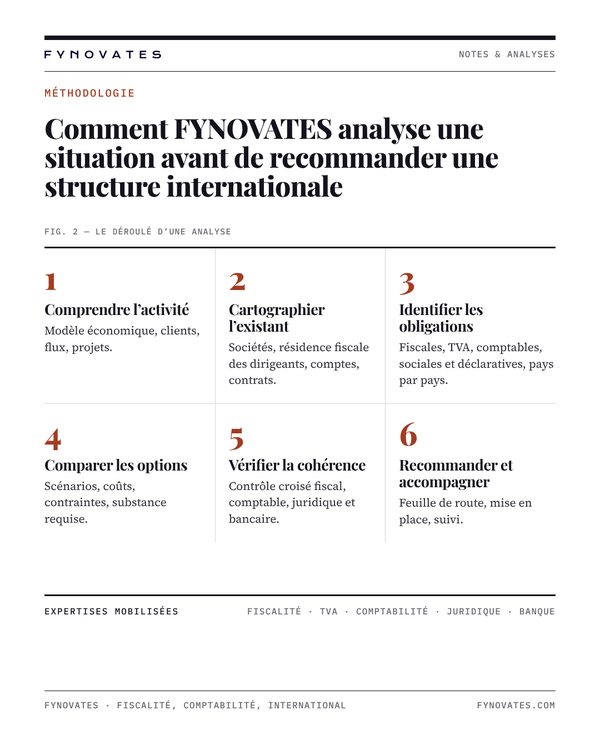 FYNOVATES
NOTES & ANALYSES
MÉTHODOLOGIE
Comment FYNOVATES analyse une
situation avant de recommander une
structure internationale
FIG. 2 — LE DÉROULÉ D’UNE ANALYSE
1
Comprendre l’activité
Modèle économique, clients,
flux, projets.
2
Cartographier
l’existant
Sociétés, résidence fiscale
des dirigeants, comptes,
contrats.
3
Identifier les
obligations
Fiscales, TVA, comptables,
sociales et déclaratives, pays
par pays.
4
Comparer les options
Scénarios, coûts,
contraintes, substance
requise.
5
Vérifier la cohérence
Contrôle croisé fiscal,
comptable, juridique et
bancaire.
6
Recommander et
accompagner
Feuille de route, mise en
place, suivi.
EXPERTISES MOBILISÉES
FISCALITÉ · TVA · COMPTABILITÉ · JURIDIQUE · BANQUE
FYNOVATES · FISCALITÉ, COMPTABILITÉ, INTERNATIONAL
FYNOVATES.COM